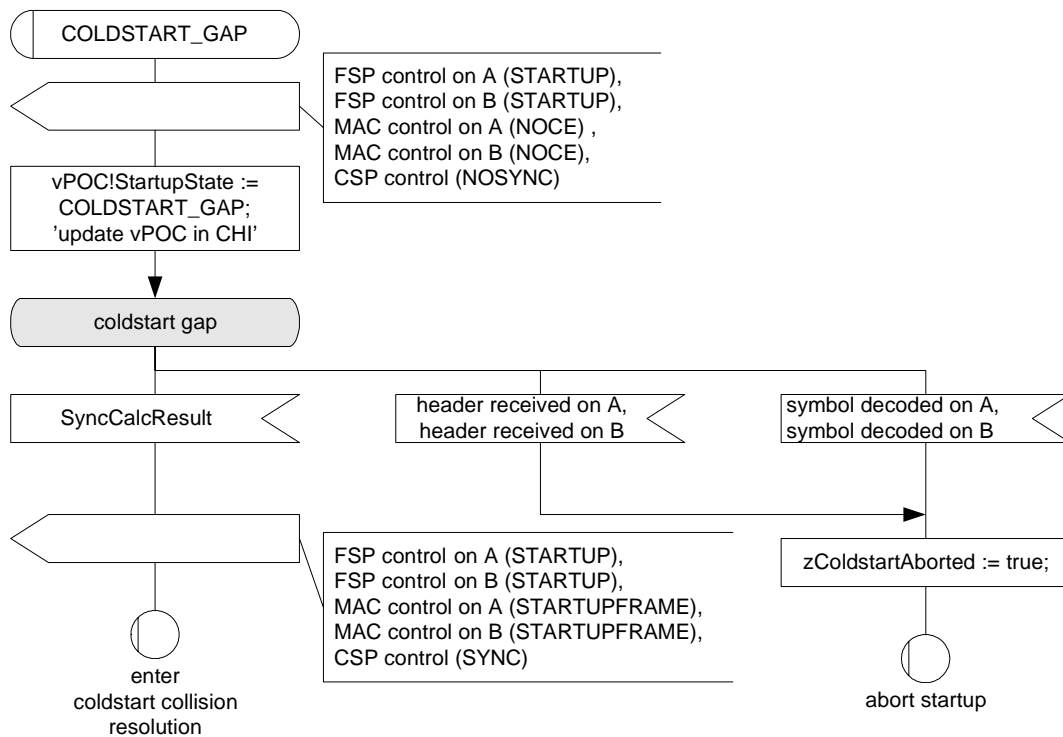 COLDSTART_GAP
FSP control on A (STARTUP),
FSP control on B (STARTUP),
MAC control on A (NOCE) ,
MAC control on B (NOCE),
CSP control (NOSYNC)
vPOC!StartupState :=
COLDSTART_GAP;
’update vPOC in CHI’
coldstart gap
SyncCalcResult
header received on A,
header received on B
symbol decoded on A,
symbol decoded on B
FSP control on A (STARTUP),
FSP control on B (STARTUP),
MAC control on A (STARTUPFRAME),
MAC control on B (STARTUPFRAME),
CSP control (SYNC)
zColdstartAborted := true;
enter
coldstart collision
resolution
abort startup